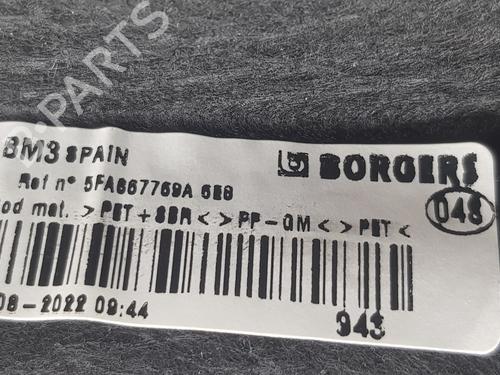 BM3 SPAIN
BORGERS
Ref nº 5FA867769A 6E8
048
od mat. > PET + SBR < > PP - GM < > PET <
08-2022 09:44
943
B-PARTS